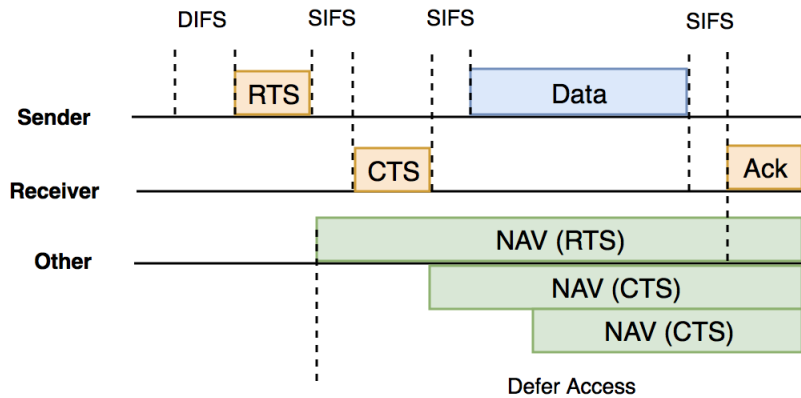 DIFS
SIFS
SIFS
SIFS
RTS
Data
Sender
CTS
Ack
Receiver
NAV (RTS)
Other
NAV (CTS)
NAV (CTS)
Defer Access